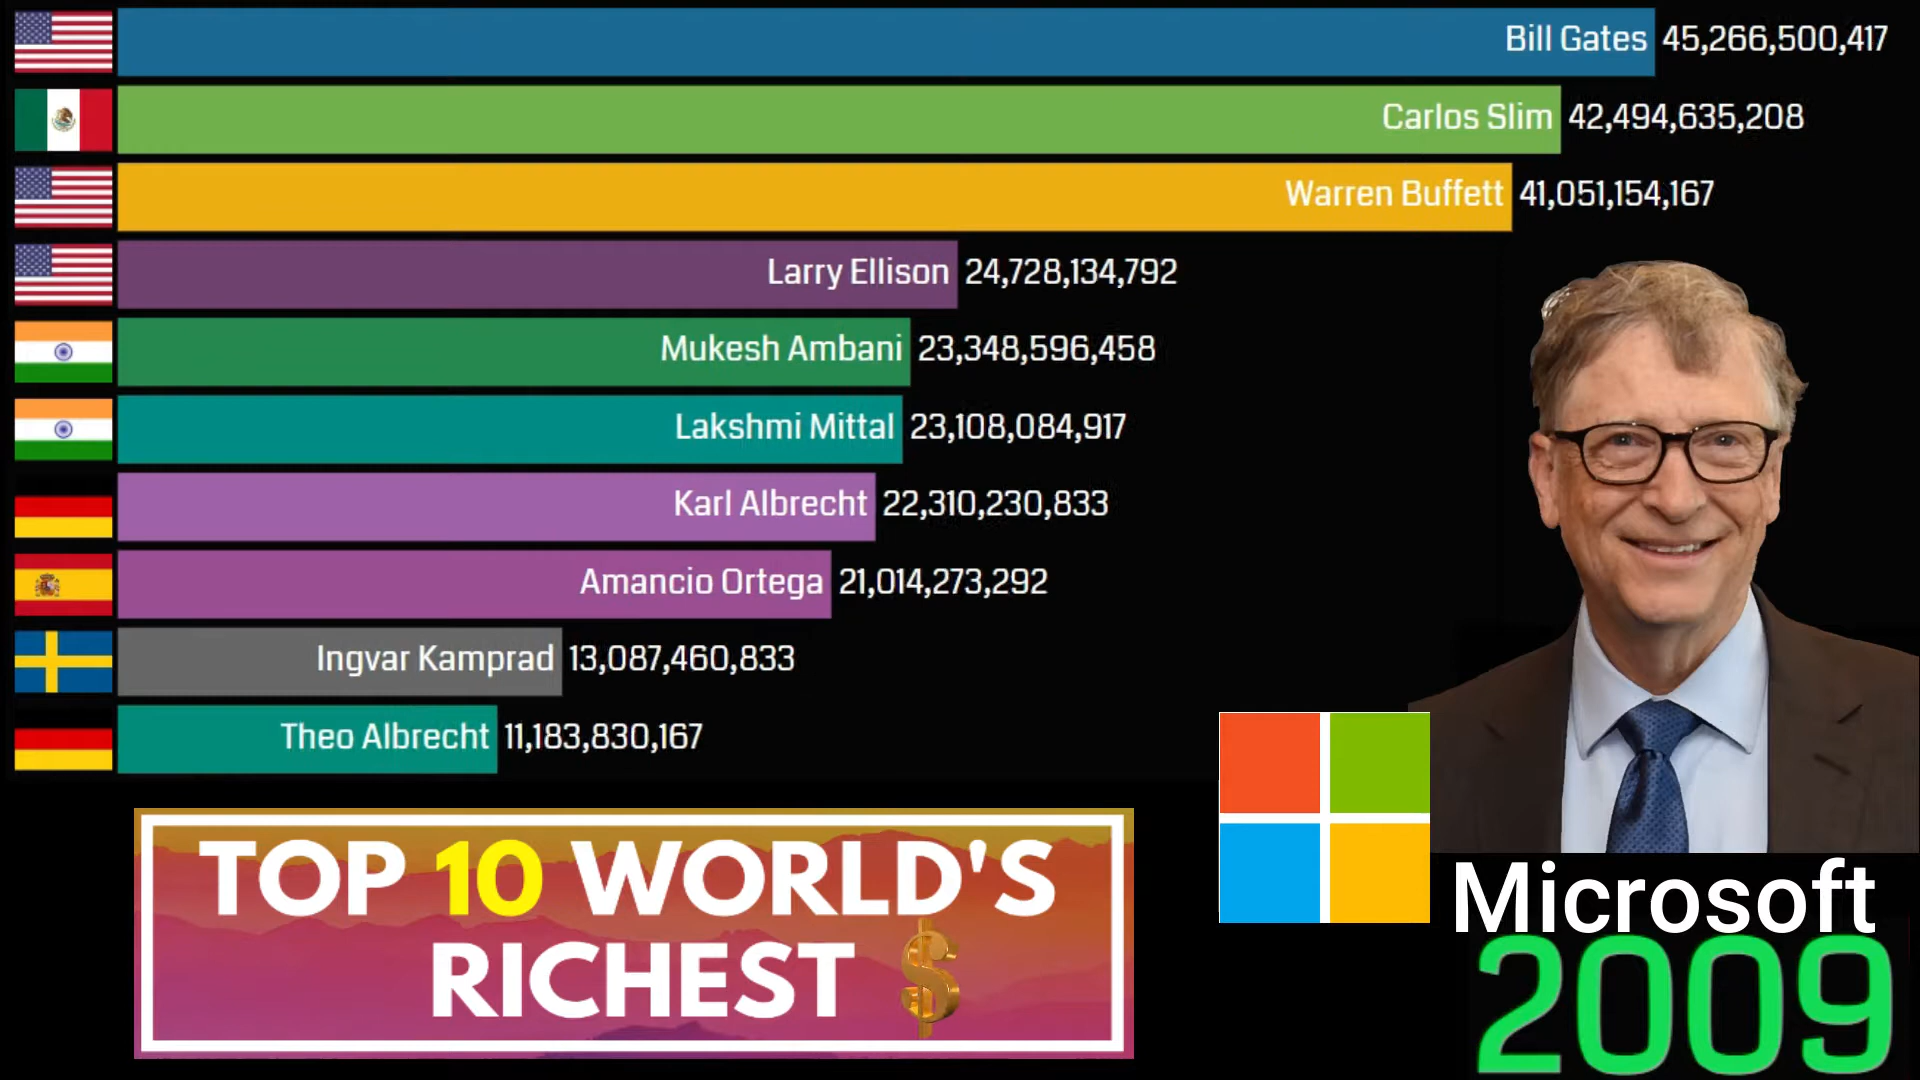 Bill Gates 45,266,500,417
Carlos Slim 42,494,635,208
Warren Buffett 41,051,154,167
Larry Ellison 24,728,134,792
Mukesh Ambani 23,348,596,458
Lakshmi Mittal 23,108,084,917
Karl Albrecht 22,310,230,833
Amancio Ortega 21,014,273,292
Ingvar Kamprad 13,087,460,833
Theo Albrecht 11,183,830,167
TOP 10 WORLD'S
RICHEST $
Microsoft
2009